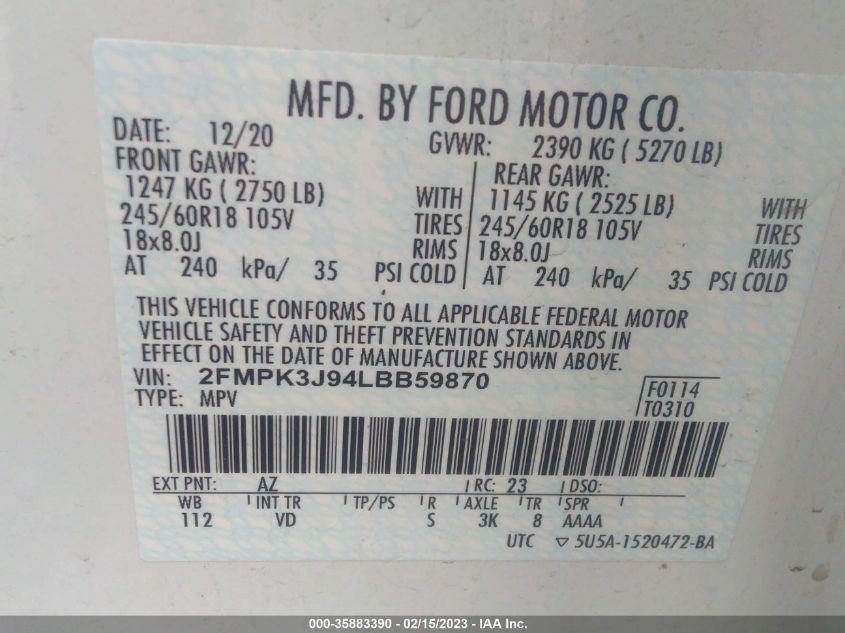 MFD. BY FORD MOTOR CO.
DATE: 12/20 GVWR: 2390 KG ( 5270 LB)
FRONT GAWR: REAR GAWR:
1247 KG ( 2750 LB) WITH 1145 KG ( 2525 LB) WITH
245/60R18 105V TIRES 245/60R18 105V TIRES
18x8.0J RIMS 18x8.0J RIMS
AT 240 kPa/ 35 PSI COLD AT 240 kPa/ 35 PSI COLD
THIS VEHICLE CONFORMS TO ALL APPLICABLE FEDERAL MOTOR
VEHICLE SAFETY AND THEFT PREVENTION STANDARDS IN
EFFECT ON THE DATE OF MANUFACTURE SHOWN ABOVE.
VIN: 2FMPK3J94LBB59870 F0114
TYPE: MPV T0310
EXT PNT: AZ RC: 23 DSO:
WB INT TR TP/PS R AXLE TR SPR
112 VD S 3K 8 AAAA
UTC ▽ 5U5A-1520472-BA
000-35883390 - 02/15/2023 - IAA Inc.